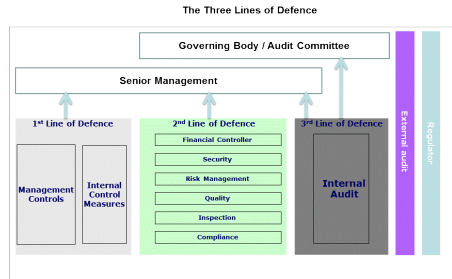 The Three Lines of Defence
Governing Body / Audit Committee
Senior Management
1st Line of Defence
2nd Line of Defence
3rd Line of Defence
Management
Controls
Internal
Control
Measures
Financial Controller
Security
Risk Management
Quality
Inspection
Compliance
Internal
Audit
External audit
Regulator